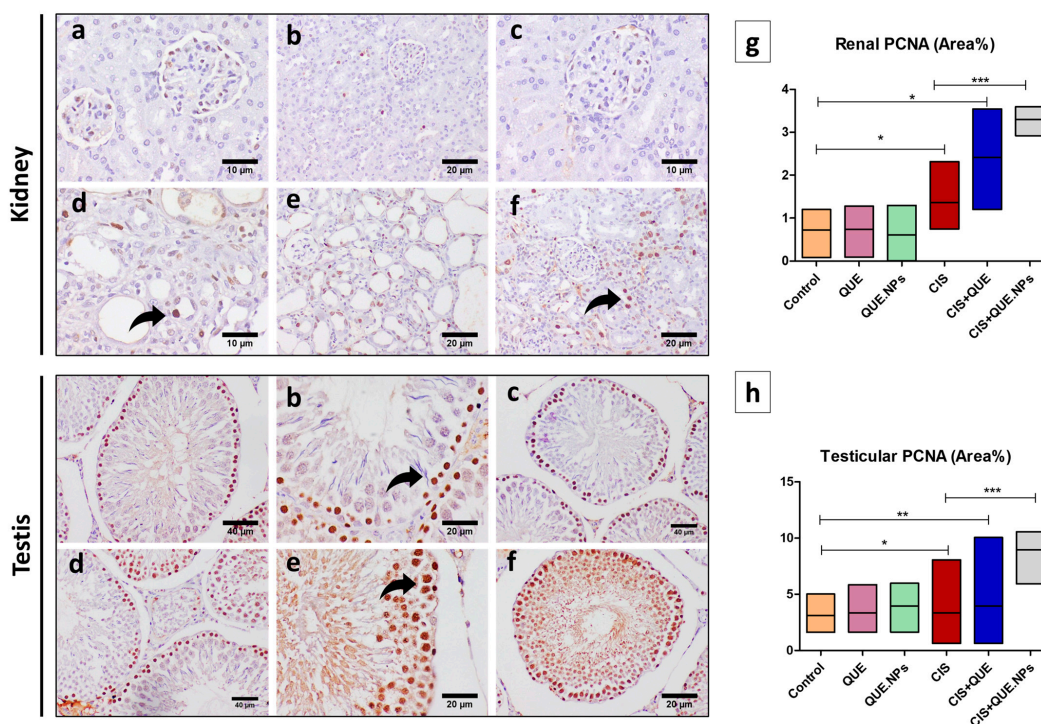 Kidney
a
b
c
10 µm
20 µm
10 µm
d
e
f
10 µm
20 µm
20 µm
Testis
b
c
40 µm
20 µm
40 µm
d
e
f
40 µm
20 µm
20 µm
g
Renal PCNA (Area%)
4
3
2
1
0
***
*
*
Control
QUE
QUE.NPs
CIS
CIS+QUE
CIS+QUE.NPs
h
Testicular PCNA (Area%)
15
10
5
0
***
**
*
Control
QUE
QUE.NPs
CIS
CIS+QUE
CIS+QUE.NPs